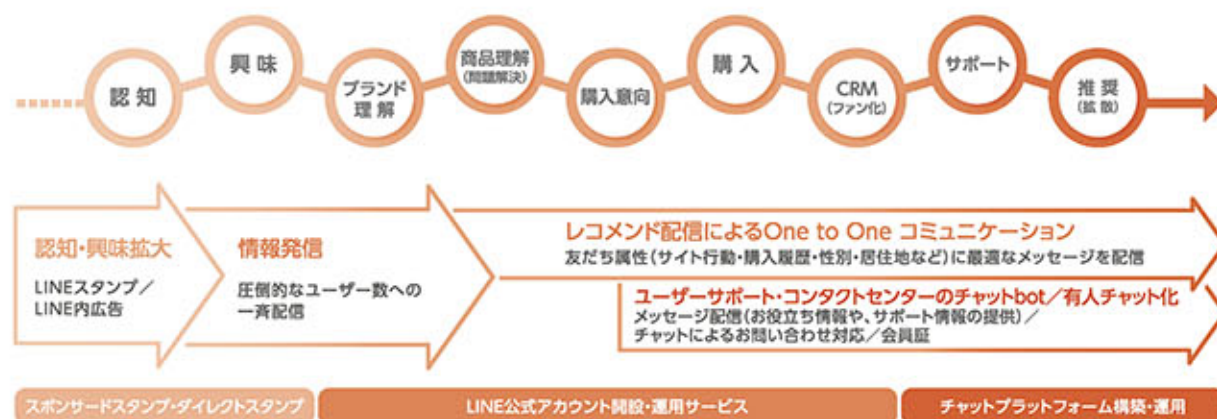 認知
興味
ブランド
理解
商品理解
(問題解決)
購入意向
購入
CRM
(ファン化)
サポート
推奨
(拡散)
認知・興味拡大
LINEスタンプ／
LINE内広告
情報発信
圧倒的なユーザー数への
一斉配信
レコメンド配信によるOne to One コミュニケーション
友だち属性(サイト行動・購入履歴・性別・居住地など)に最適なメッセージを配信
ユーザーサポート・コンタクトセンターのチャットbot／有人チャット化
メッセージ配信(お役立ち情報や、サポート情報の提供)／
チャットによるお問い合わせ対応／会員証
スポンサードスタンプ・ダイレクトスタンプ
LINE公式アカウント開設・運用サービス
チャットプラットフォーム構築・運用